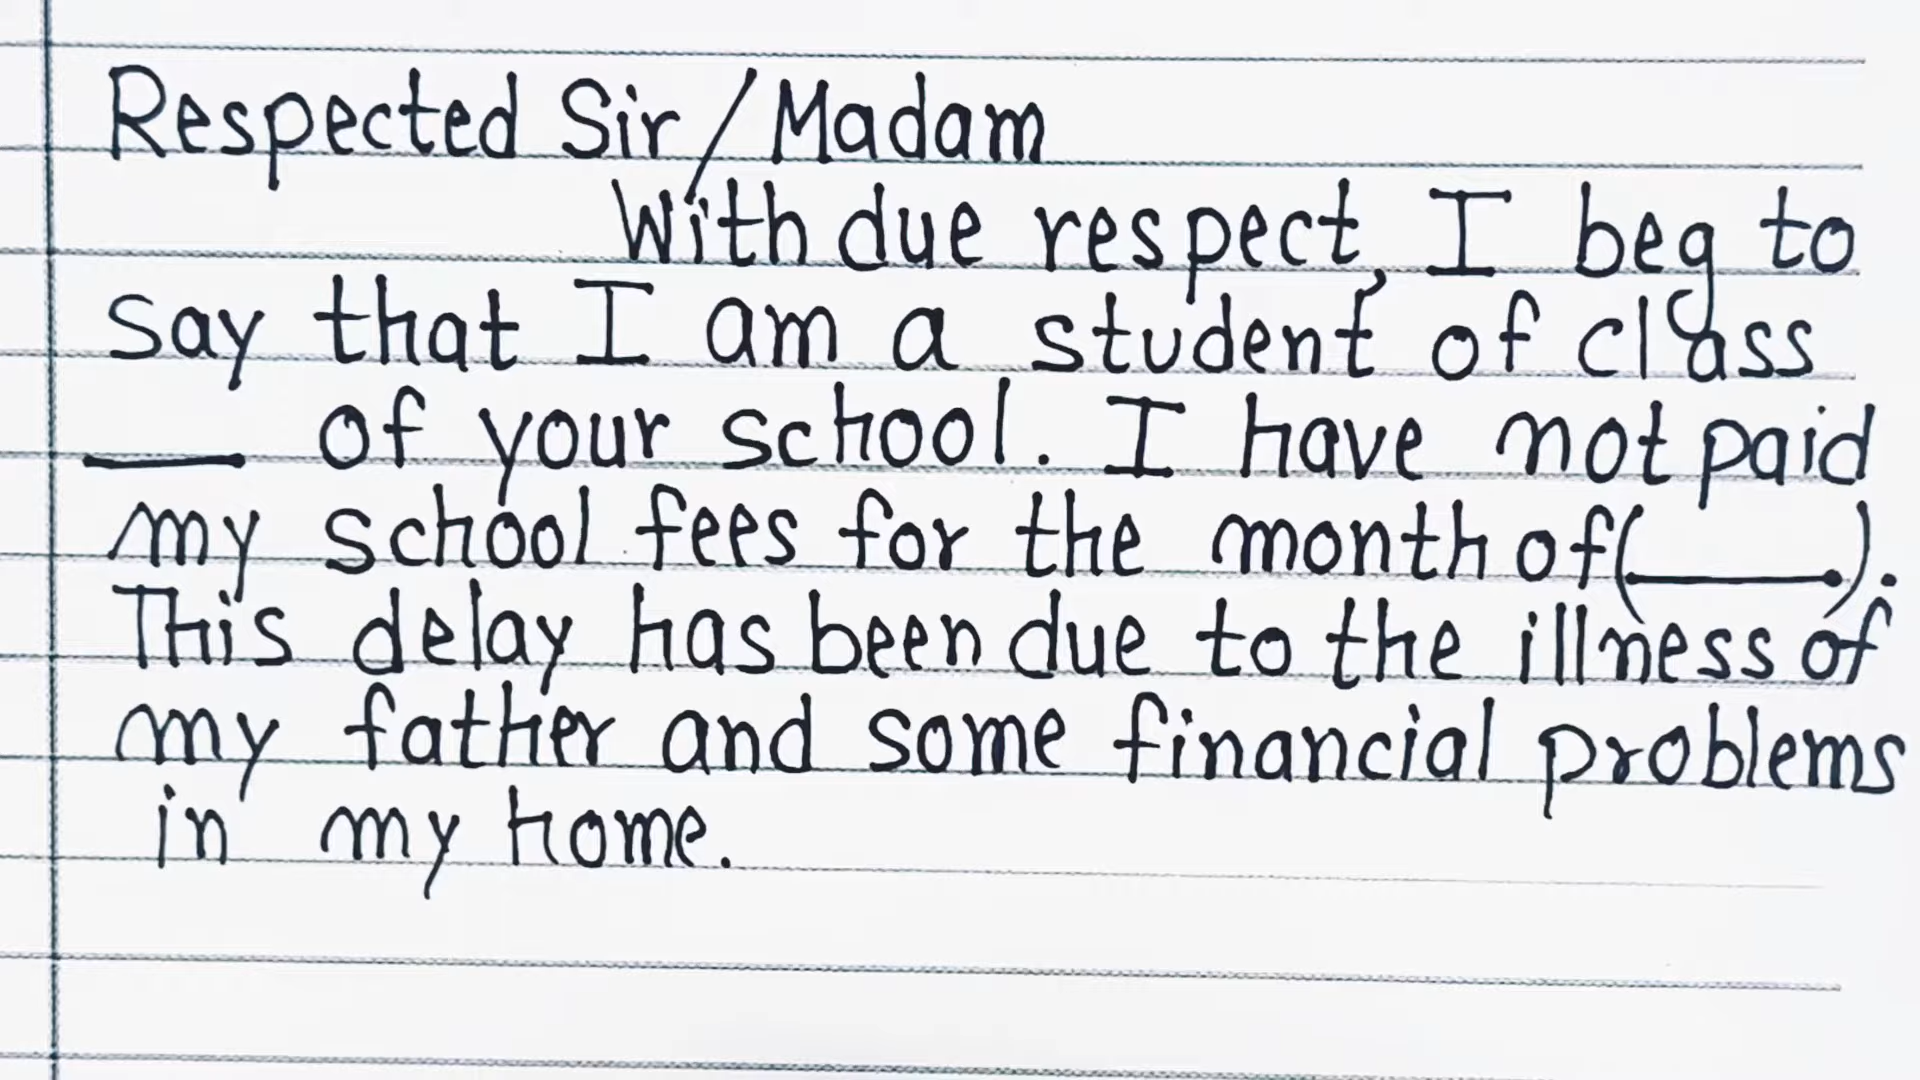 Respected Sir/Madam
With due respect, I beg to
say that I am a student of class
___ of your school. I have not paid
my school fees for the month of(______).
This delay has been due to the illness of
my father and some financial problems
in my home.